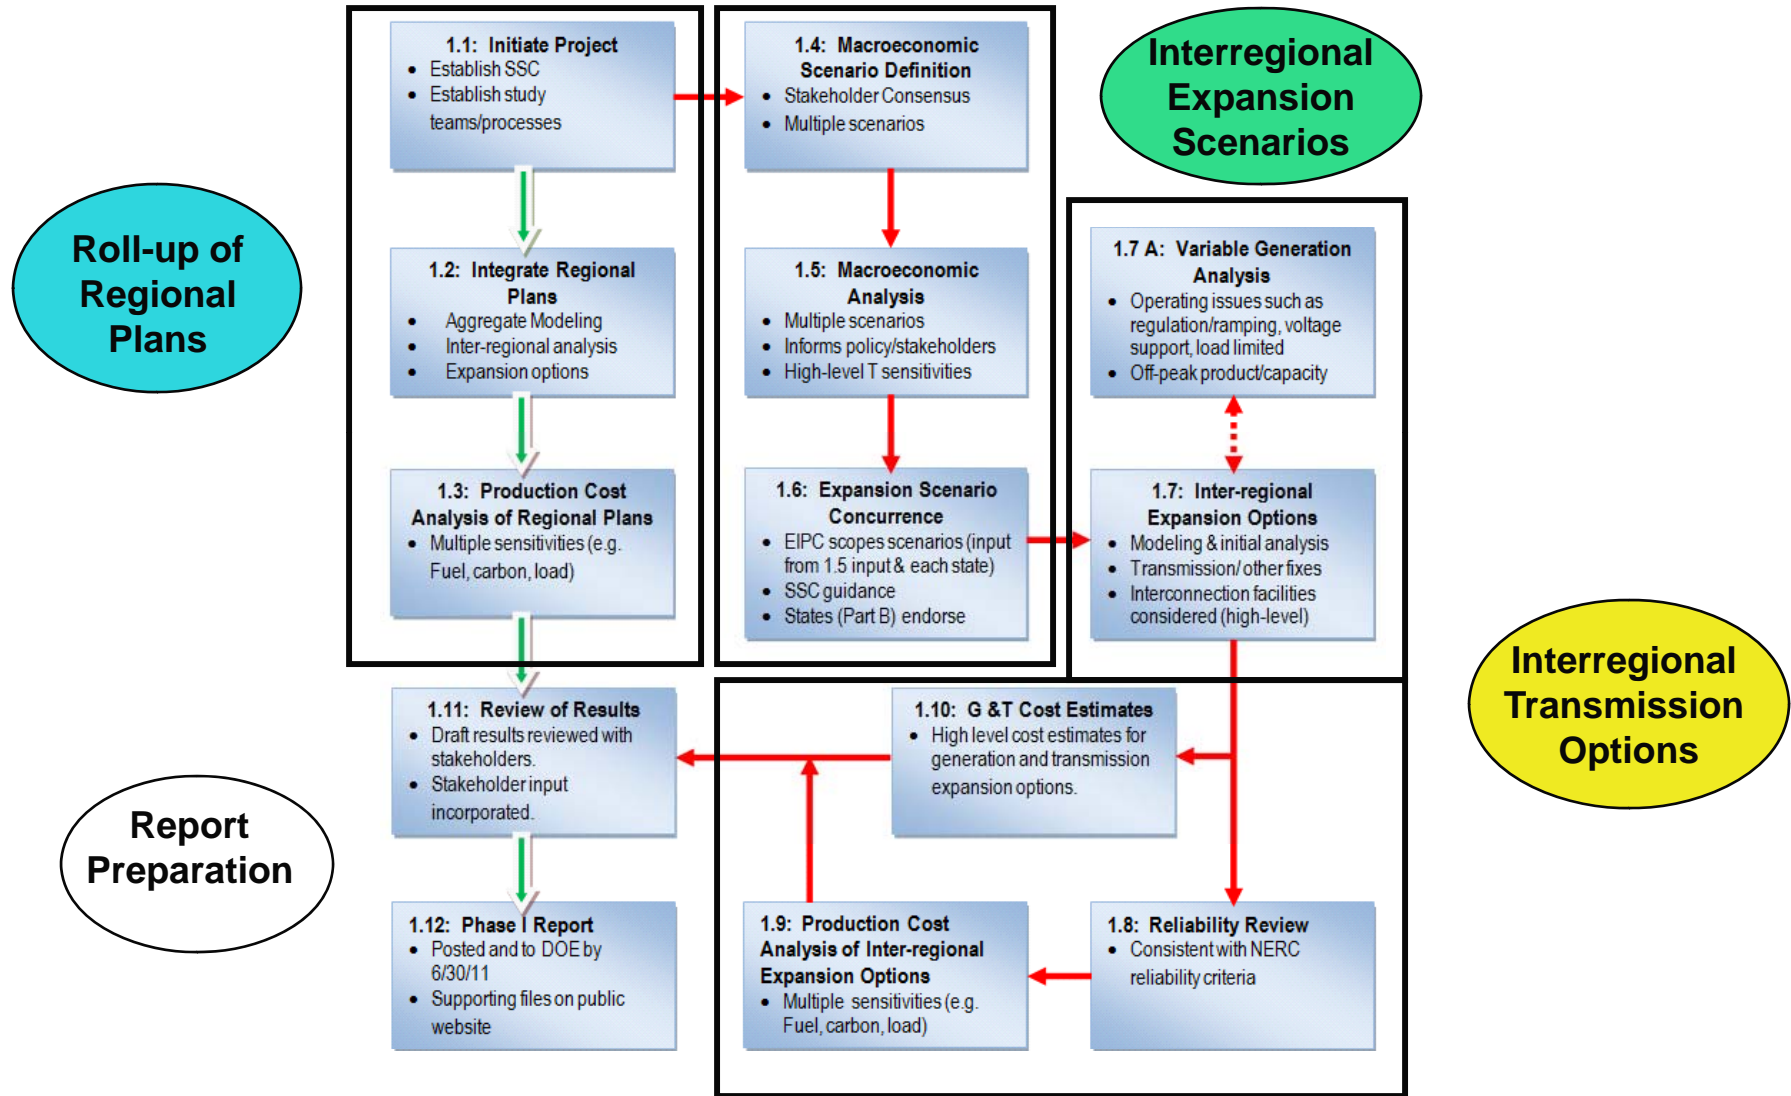 1.1: Initiate Project
• Establish SSC
• Establish study
teams/processes
1.4: Macroeconomic
Scenario Definition
• Stakeholder Consensus
• Multiple scenarios
Interregional
Expansion
Scenarios
Roll-up of
Regional
Plans
1.2: Integrate Regional
Plans
• Aggregate Modeling
• Inter-regional analysis
• Expansion options
1.5: Macroeconomic
Analysis
• Multiple scenarios
• Informs policy/stakeholders
• High-level T sensitivities
1.7 A: Variable Generation
Analysis
• Operating issues such as
regulation/ramping, voltage
support, load limited
• Off-peak product/capacity
1.3: Production Cost
Analysis of Regional Plans
• Multiple sensitivities (e.g.
Fuel, carbon, load)
1.6: Expansion Scenario
Concurrence
• EIPC scopes scenarios (input
from 1.5 input & each state)
• SSC guidance
• States (Part B) endorse
1.7: Inter-regional
Expansion Options
• Modeling & initial analysis
• Transmission/ other fixes
• Interconnection facilities
considered (high-level)
Interregional
Transmission
Options
1.11: Review of Results
• Draft results reviewed with
stakeholders.
• Stakeholder input
incorporated.
1.10: G &T Cost Estimates
• High level cost estimates for
generation and transmission
expansion options.
Report
Preparation
1.12: Phase I Report
• Posted and to DOE by
6/30/11
• Supporting files on public
website
1.9: Production Cost
Analysis of Inter-regional
Expansion Options
• Multiple sensitivities (e.g.
Fuel, carbon, load)
1.8: Reliability Review
• Consistent with NERC
reliability criteria